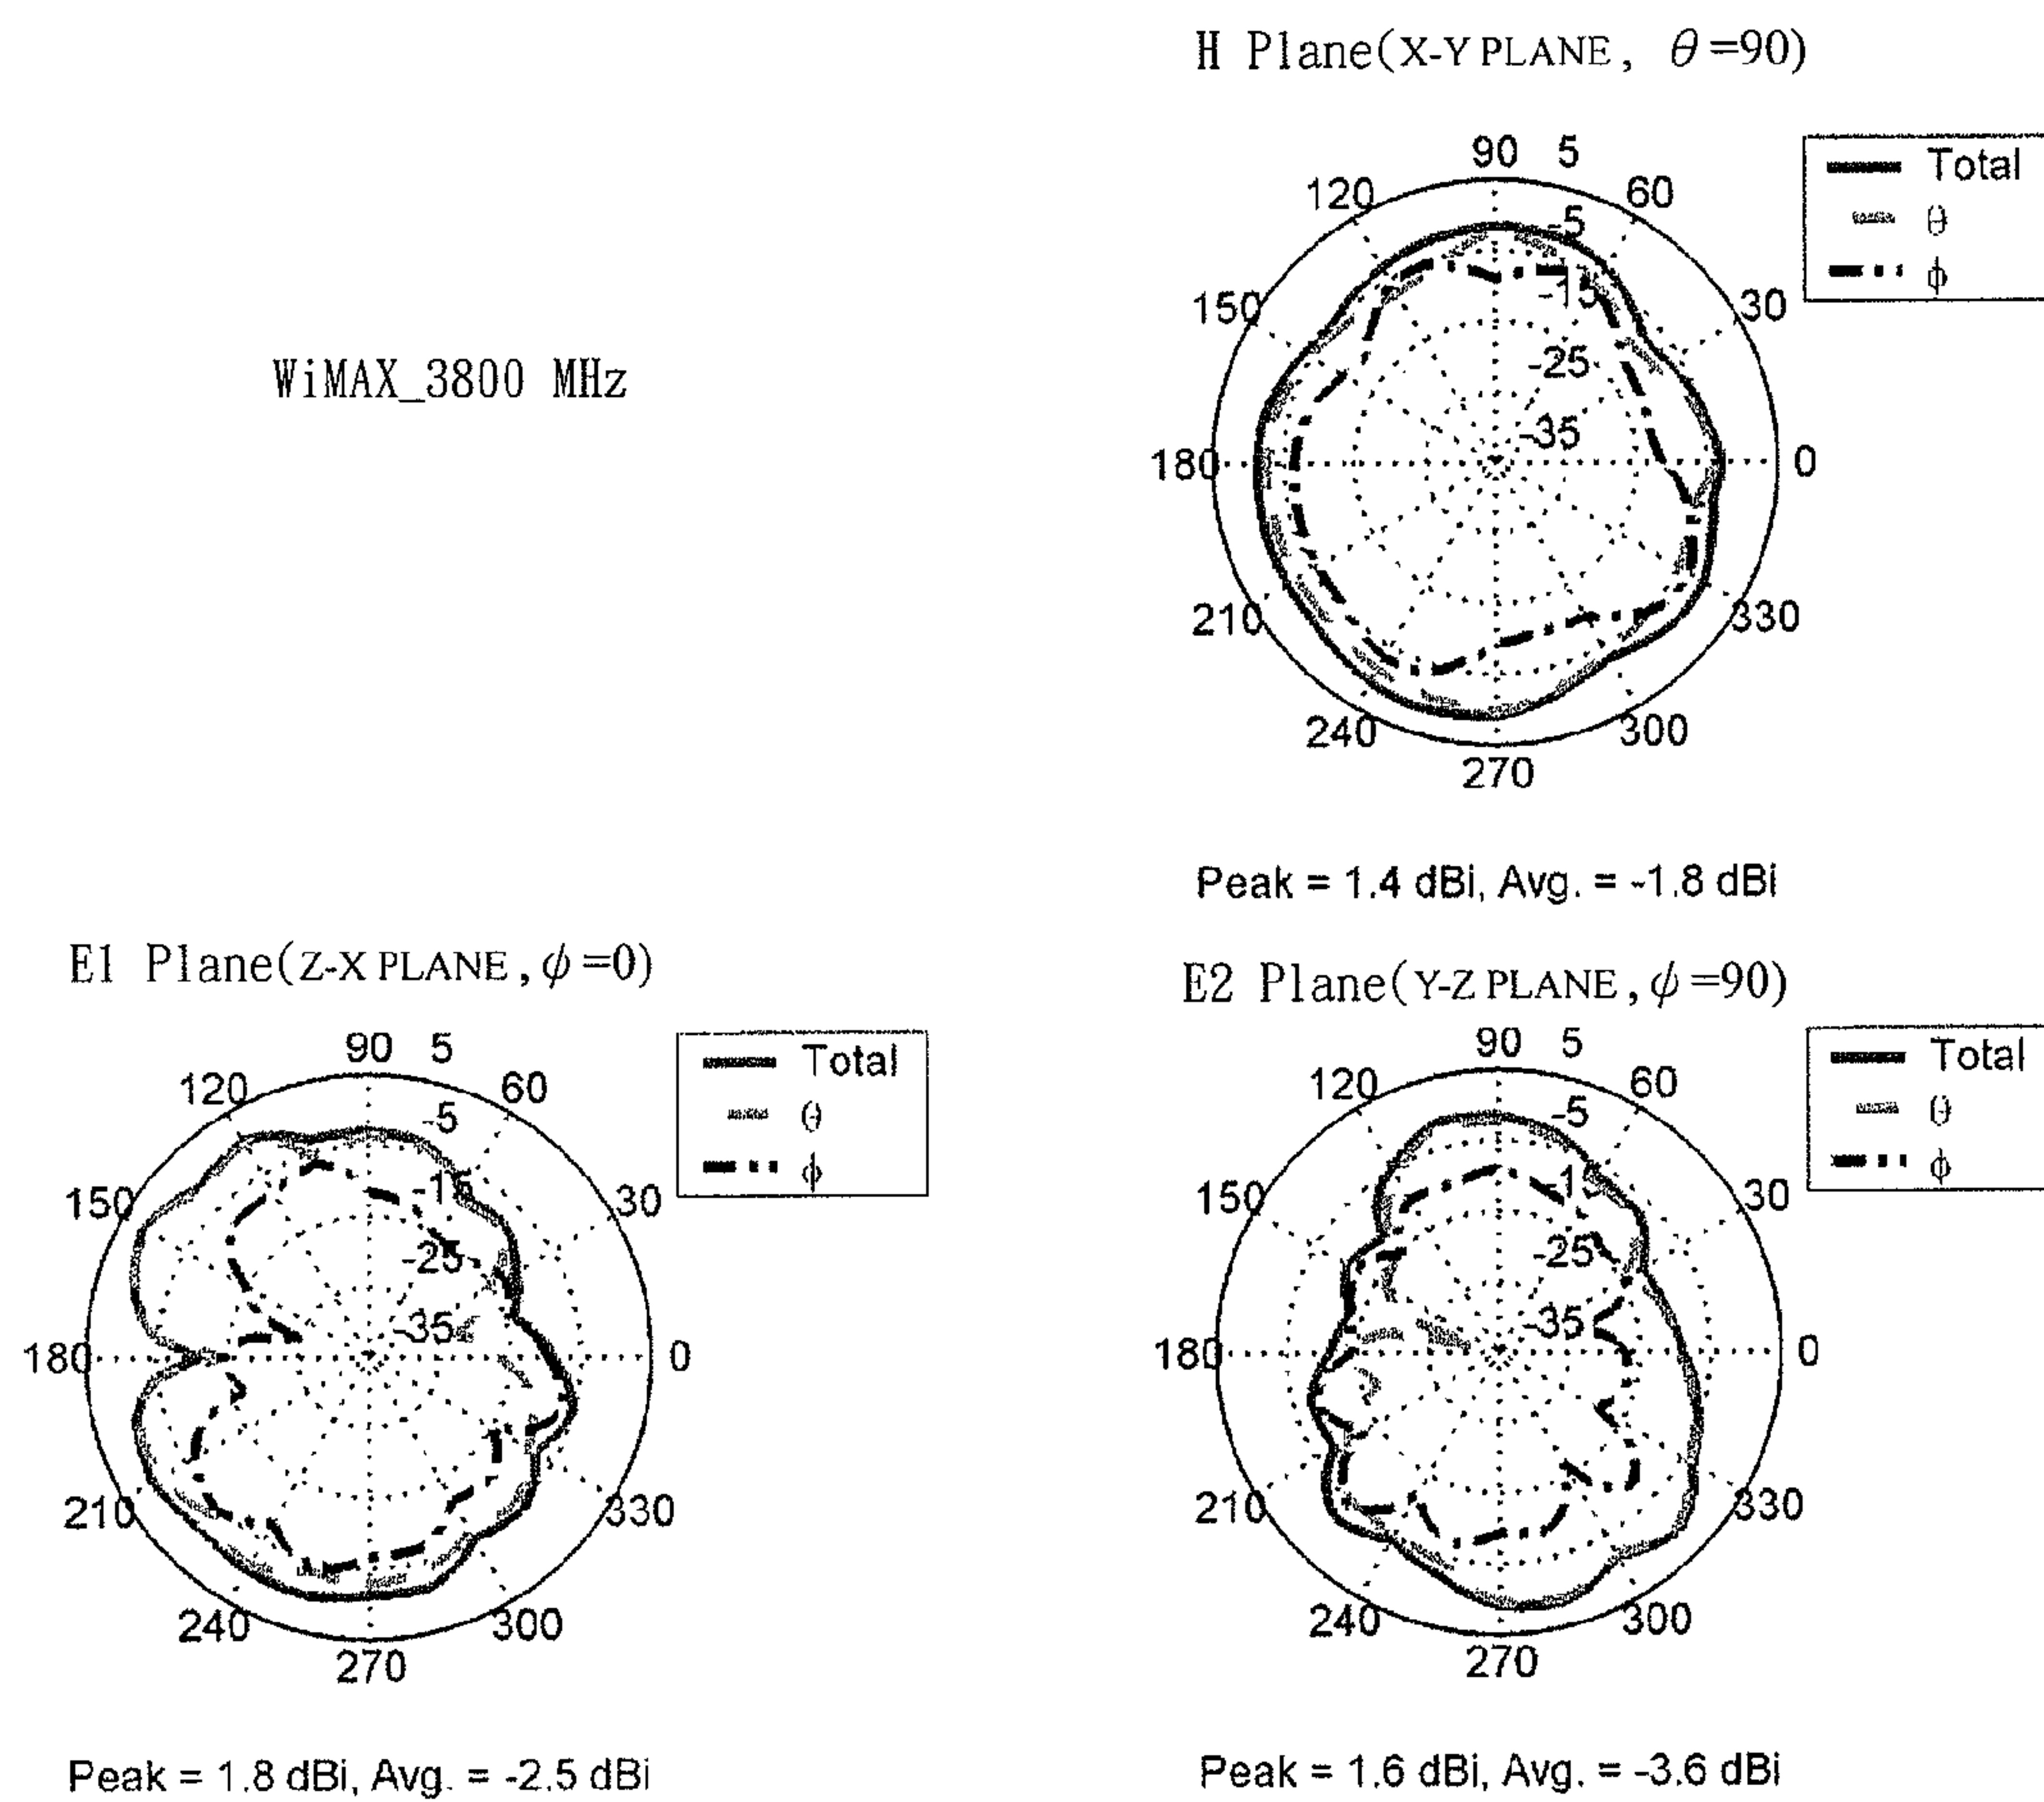 H Plane(X-Y PLANE, θ=90)
90 5
120 60
-5
-15
150 30
-25
-35
180 0
210 330
240 300
270
Total
θ
ϕ
WiMAX_3800 MHz
Peak = 1.4 dBi, Avg. = -1.8 dBi
E1 Plane(Z-X PLANE, ϕ=0)
90 5
120 60
-5
-15
150 30
-25
-35
180 0
210 330
240 300
270
Total
θ
ϕ
Peak = 1.8 dBi, Avg. = -2.5 dBi
E2 Plane(Y-Z PLANE, ϕ=90)
90 5
120 60
-5
-15
150 30
-25
-35
180 0
210 330
240 300
270
Total
θ
ϕ
Peak = 1.6 dBi, Avg. = -3.6 dBi